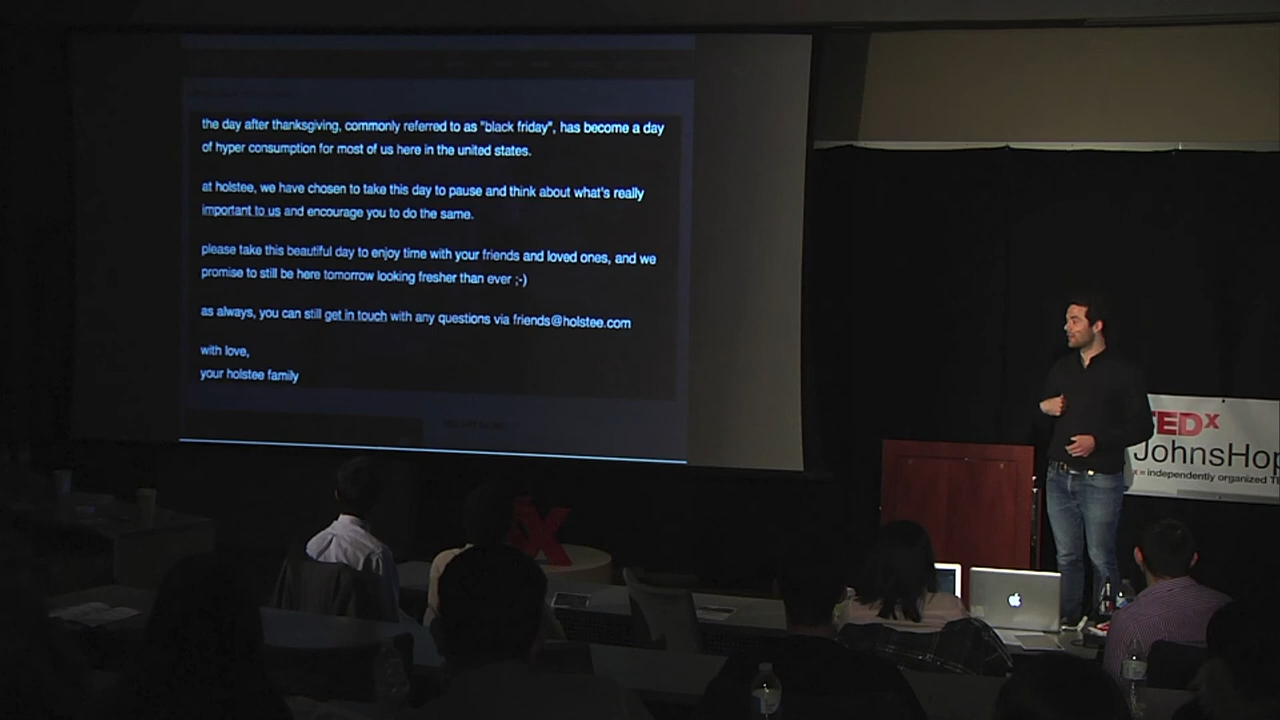 the day after thanksgiving, commonly referred to as "black friday", has become a day
of hyper consumption for most of us here in the united states.
at holstee, we have chosen to take this day to pause and think about what's really
important to us and encourage you to do the same.
please take this beautiful day to enjoy time with your friends and loved ones, and we
promise to still be here tomorrow looking fresher than ever ;-)
as always, you can still get in touch with any questions via friends@holstee.com
with love,
your holstee family
TEDx
JohnsHop
x = independently organized T
X